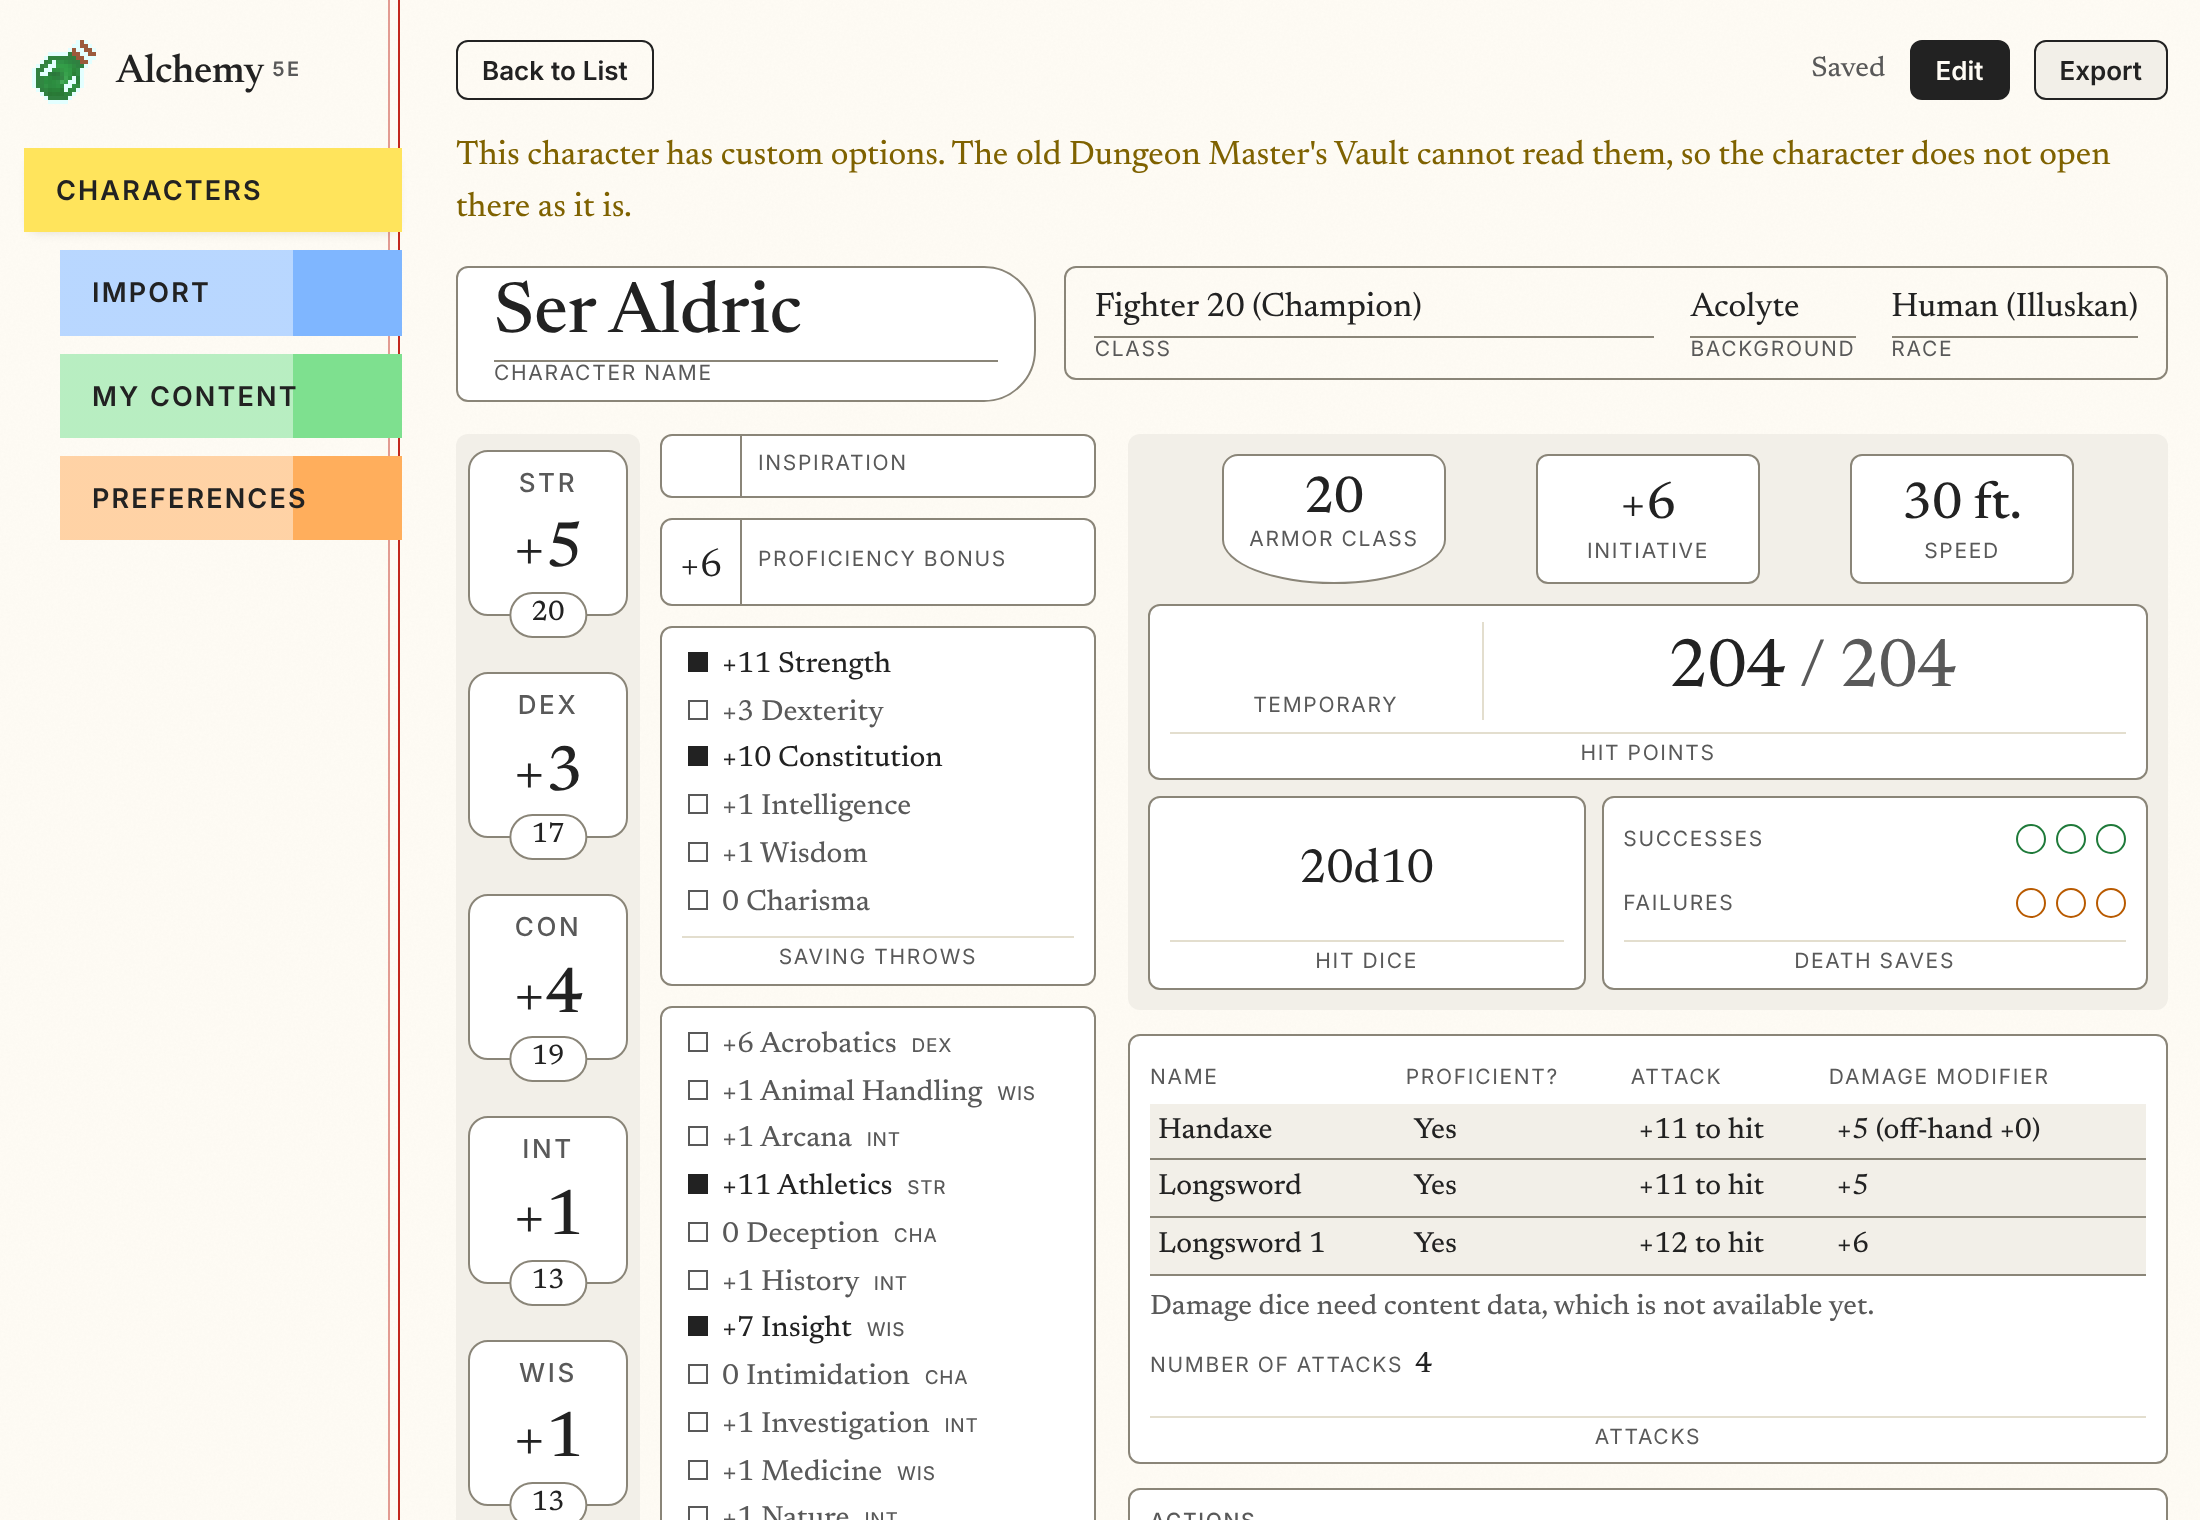 Alchemy 5E
CHARACTERS
IMPORT
MY CONTENT
PREFERENCES
Back to List
Saved
Edit
Export
This character has custom options. The old Dungeon Master's Vault cannot read them, so the character does not open
there as it is.
Ser Aldric
CHARACTER NAME
Fighter 20 (Champion)
CLASS
Acolyte
BACKGROUND
Human (Illuskan)
RACE
STR
+5
20
DEX
+3
17
CON
+4
19
INT
+1
13
WIS
+1
13
INSPIRATION
+6 PROFICIENCY BONUS
+11 Strength
+3 Dexterity
+10 Constitution
+1 Intelligence
+1 Wisdom
0 Charisma
SAVING THROWS
+6 Acrobatics DEX
+1 Animal Handling WIS
+1 Arcana INT
+11 Athletics STR
0 Deception CHA
+1 History INT
+7 Insight WIS
0 Intimidation CHA
+1 Investigation INT
+1 Medicine WIS
+1 Nature INT
20
ARMOR CLASS
+6
INITIATIVE
30 ft.
SPEED
TEMPORARY
204 / 204
HIT POINTS
20d10
HIT DICE
SUCCESSES
FAILURES
DEATH SAVES
NAME PROFICIENT? ATTACK DAMAGE MODIFIER
Handaxe Yes +11 to hit +5 (off-hand +0)
Longsword Yes +11 to hit +5
Longsword 1 Yes +12 to hit +6
Damage dice need content data, which is not available yet.
NUMBER OF ATTACKS 4
ATTACKS
ACTIONS